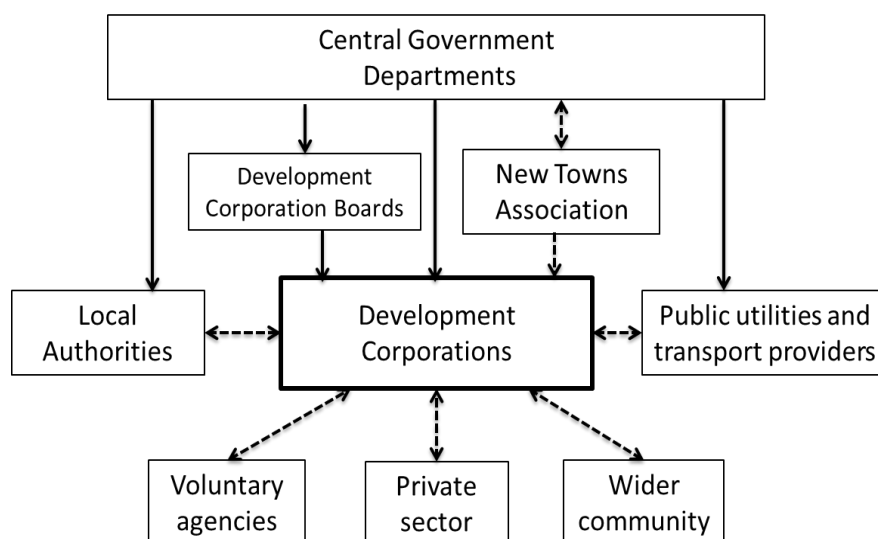 Central Government
Departments
Development
Corporation Boards
New Towns
Association
Local
Authorities
Development
Corporations
Public utilities and
transport providers
Voluntary
agencies
Private
sector
Wider
community